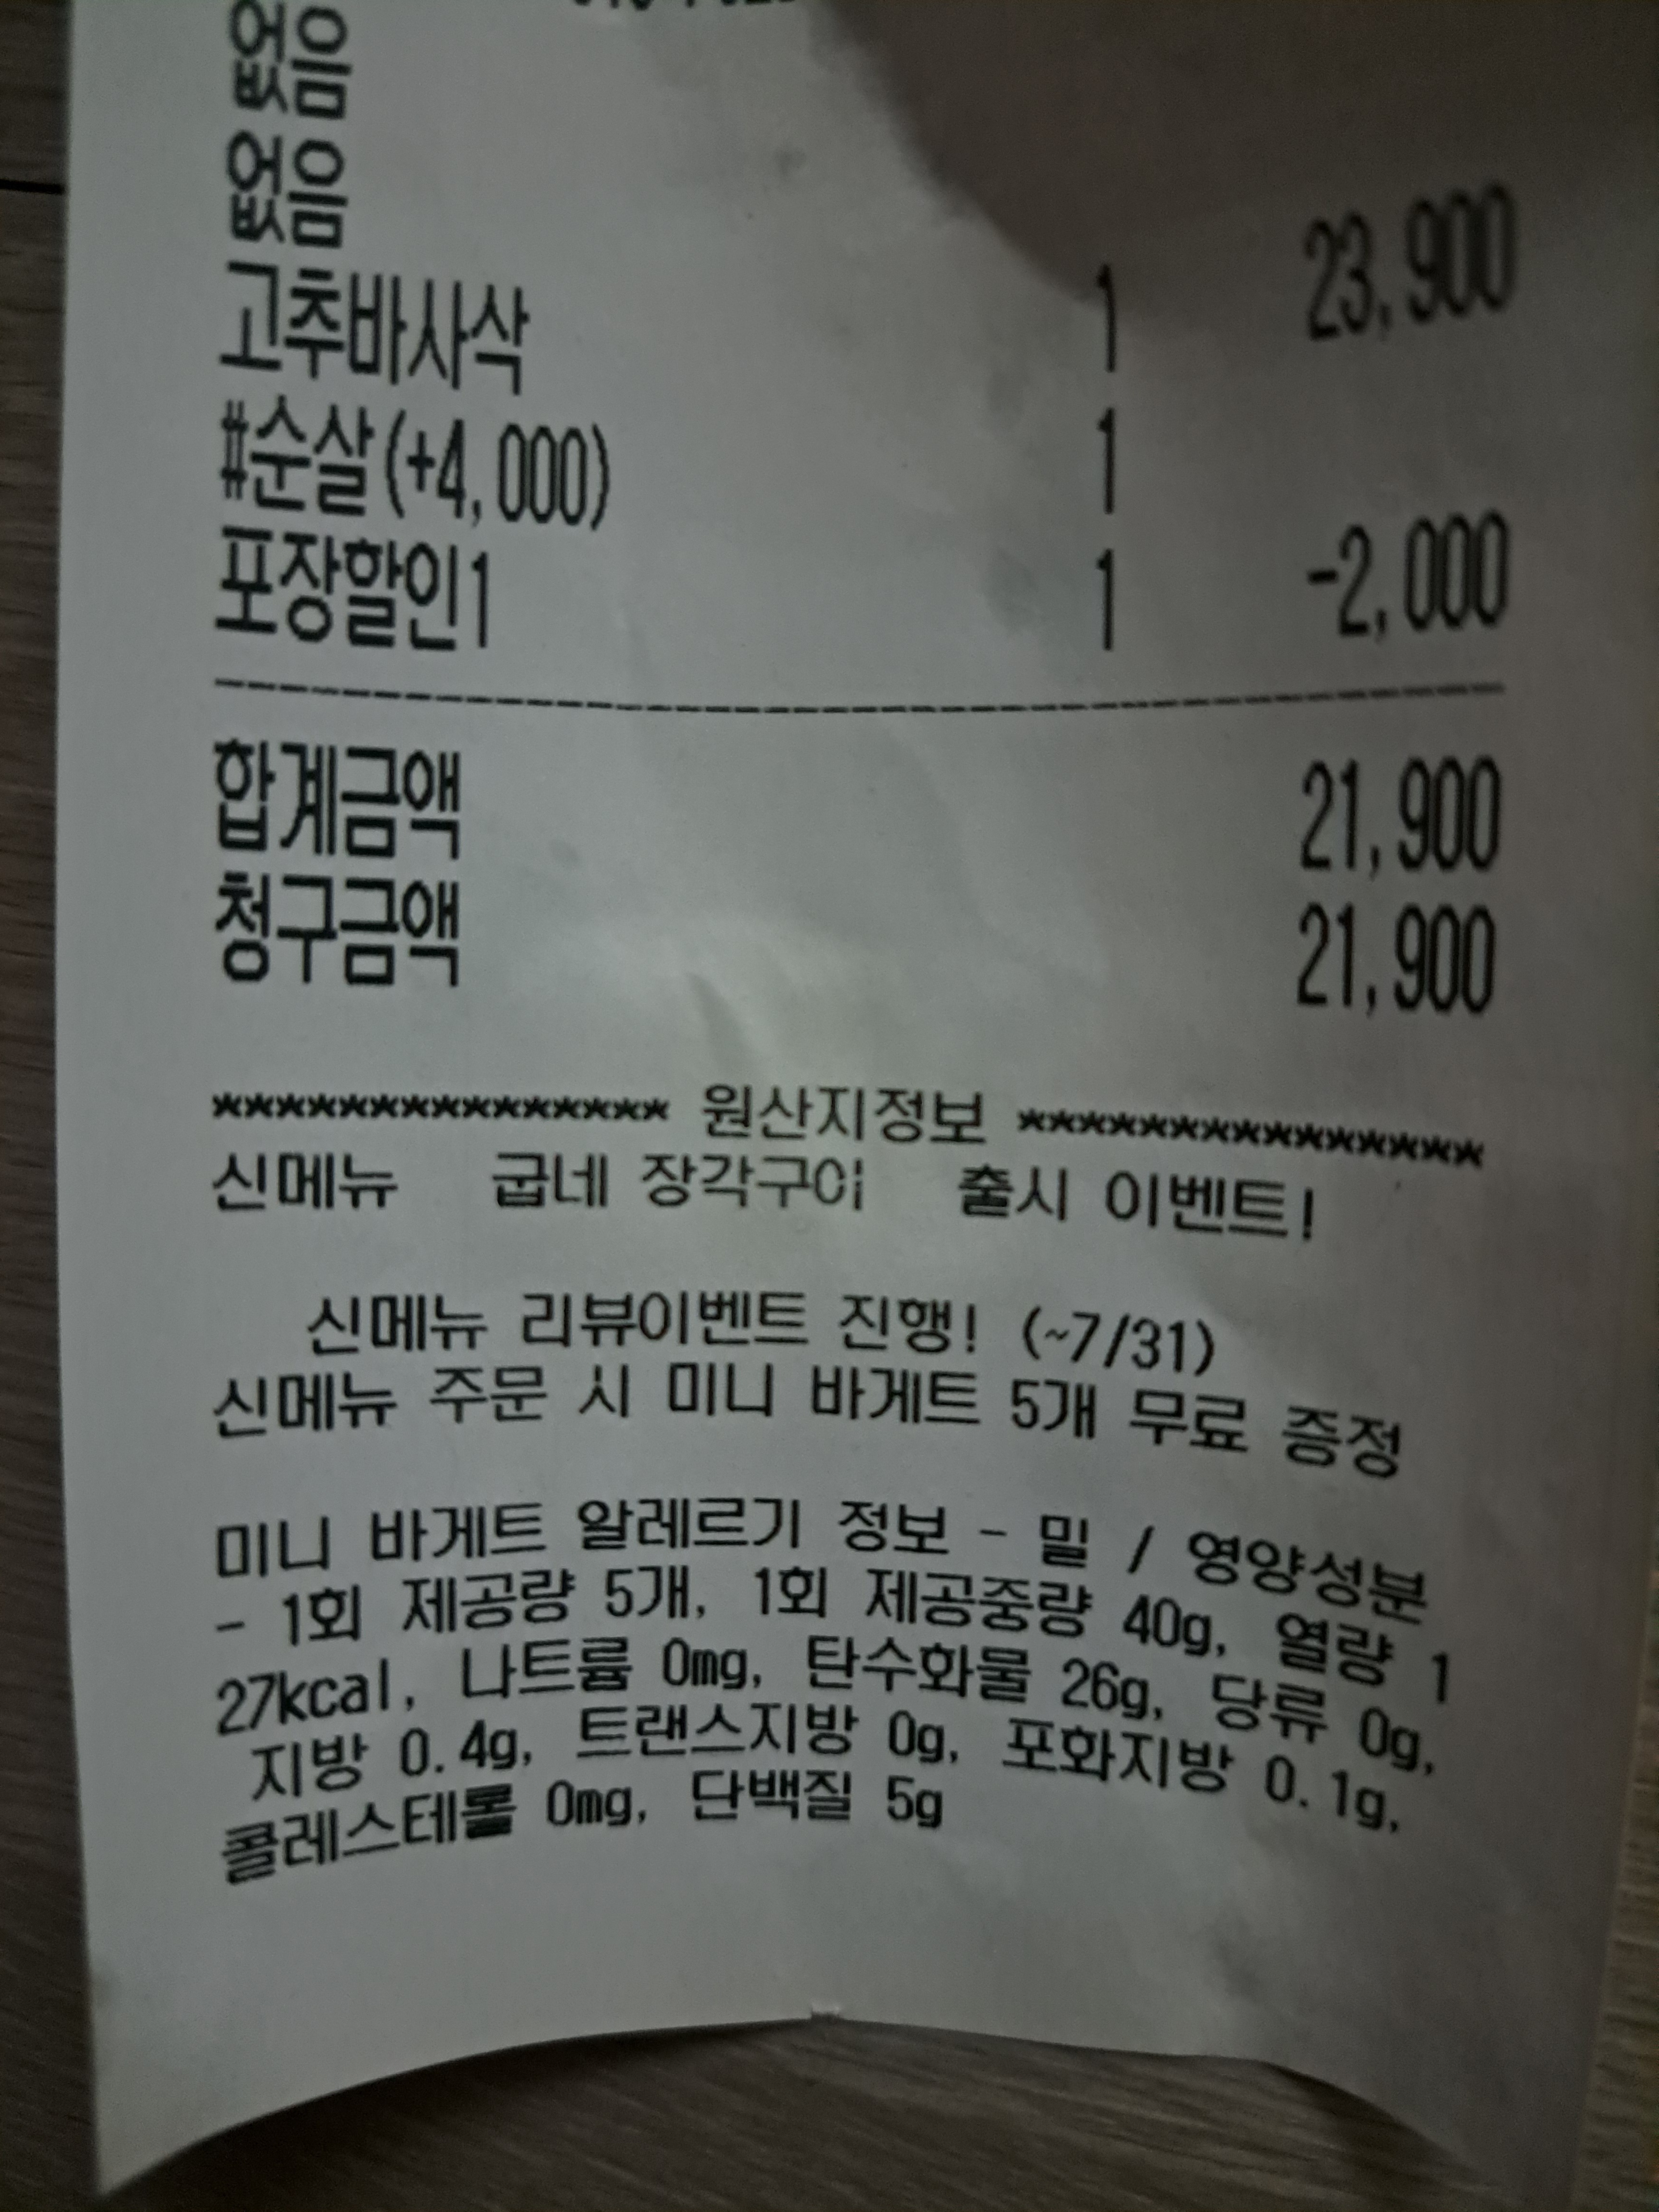 없음
없음
고추바사삭 1 23,900
#순살(+4,000) 1
포장할인1 1 -2,000
합계금액 21,900
청구금액 21,900
*************** 원산지정보 ***************
신메뉴 굽네 장각구이 출시 이벤트!
신메뉴 리뷰이벤트 진행! (~7/31)
신메뉴 주문 시 미니 바게트 5개 무료 증정
미니 바게트 알레르기 정보 - 밀 / 영양성분
- 1회 제공량 5개, 1회 제공중량 40g, 열량 1
27kcal, 나트륨 0mg, 탄수화물 26g, 당류 0g,
지방 0.4g, 트랜스지방 0g, 포화지방 0.1g,
콜레스테롤 0mg, 단백질 5g